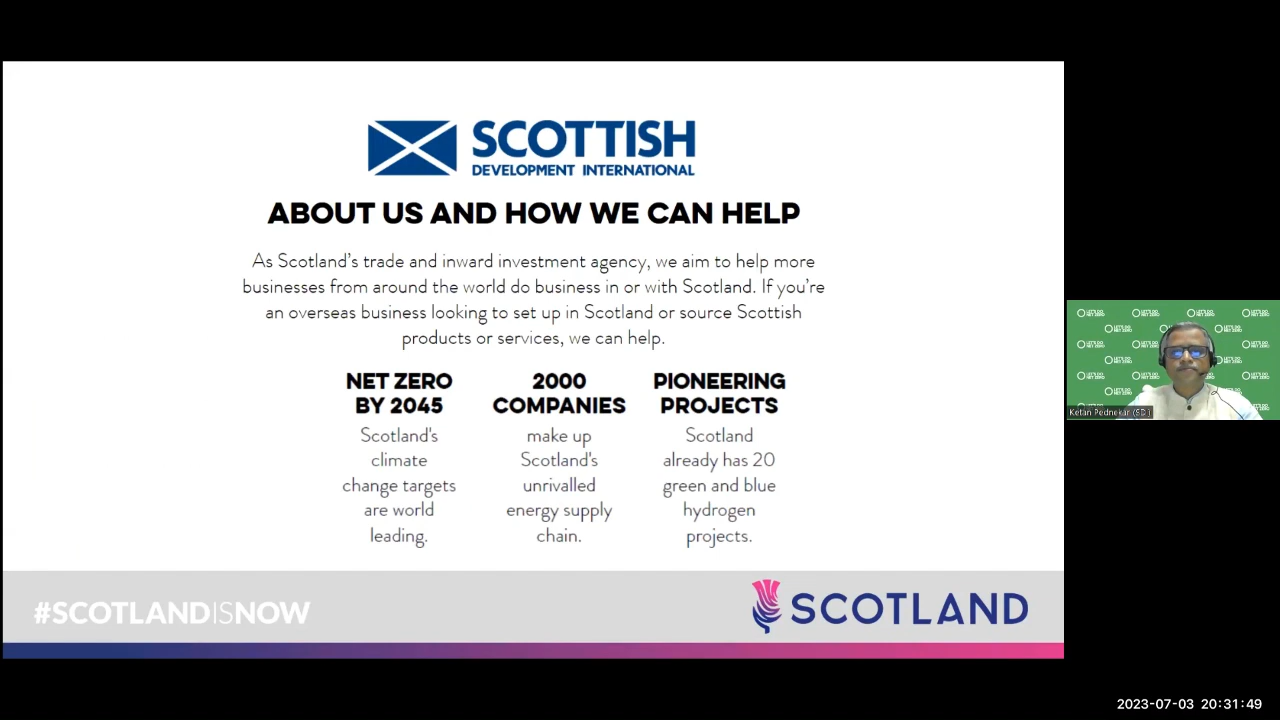 SCOTTISH
DEVELOPMENT INTERNATIONAL
ABOUT US AND HOW WE CAN HELP
As Scotland's trade and inward investment agency, we aim to help more
businesses from around the world do business in or with Scotland. If you're
an overseas business looking to set up in Scotland or source Scottish
products or services, we can help.
NET ZERO
BY 2045
Scotland's
climate
change targets
are world
leading.
2000
COMPANIES
make up
Scotland's
unrivalled
energy supply
chain.
PIONEERING
PROJECTS
Scotland
already has 20
green and blue
hydrogen
projects.
#SCOTLANDISNOW
SCOTLAND
LET'S DO
NET ZERO
Ketan Pednekar (SDI)
2023-07-03 20:31:49